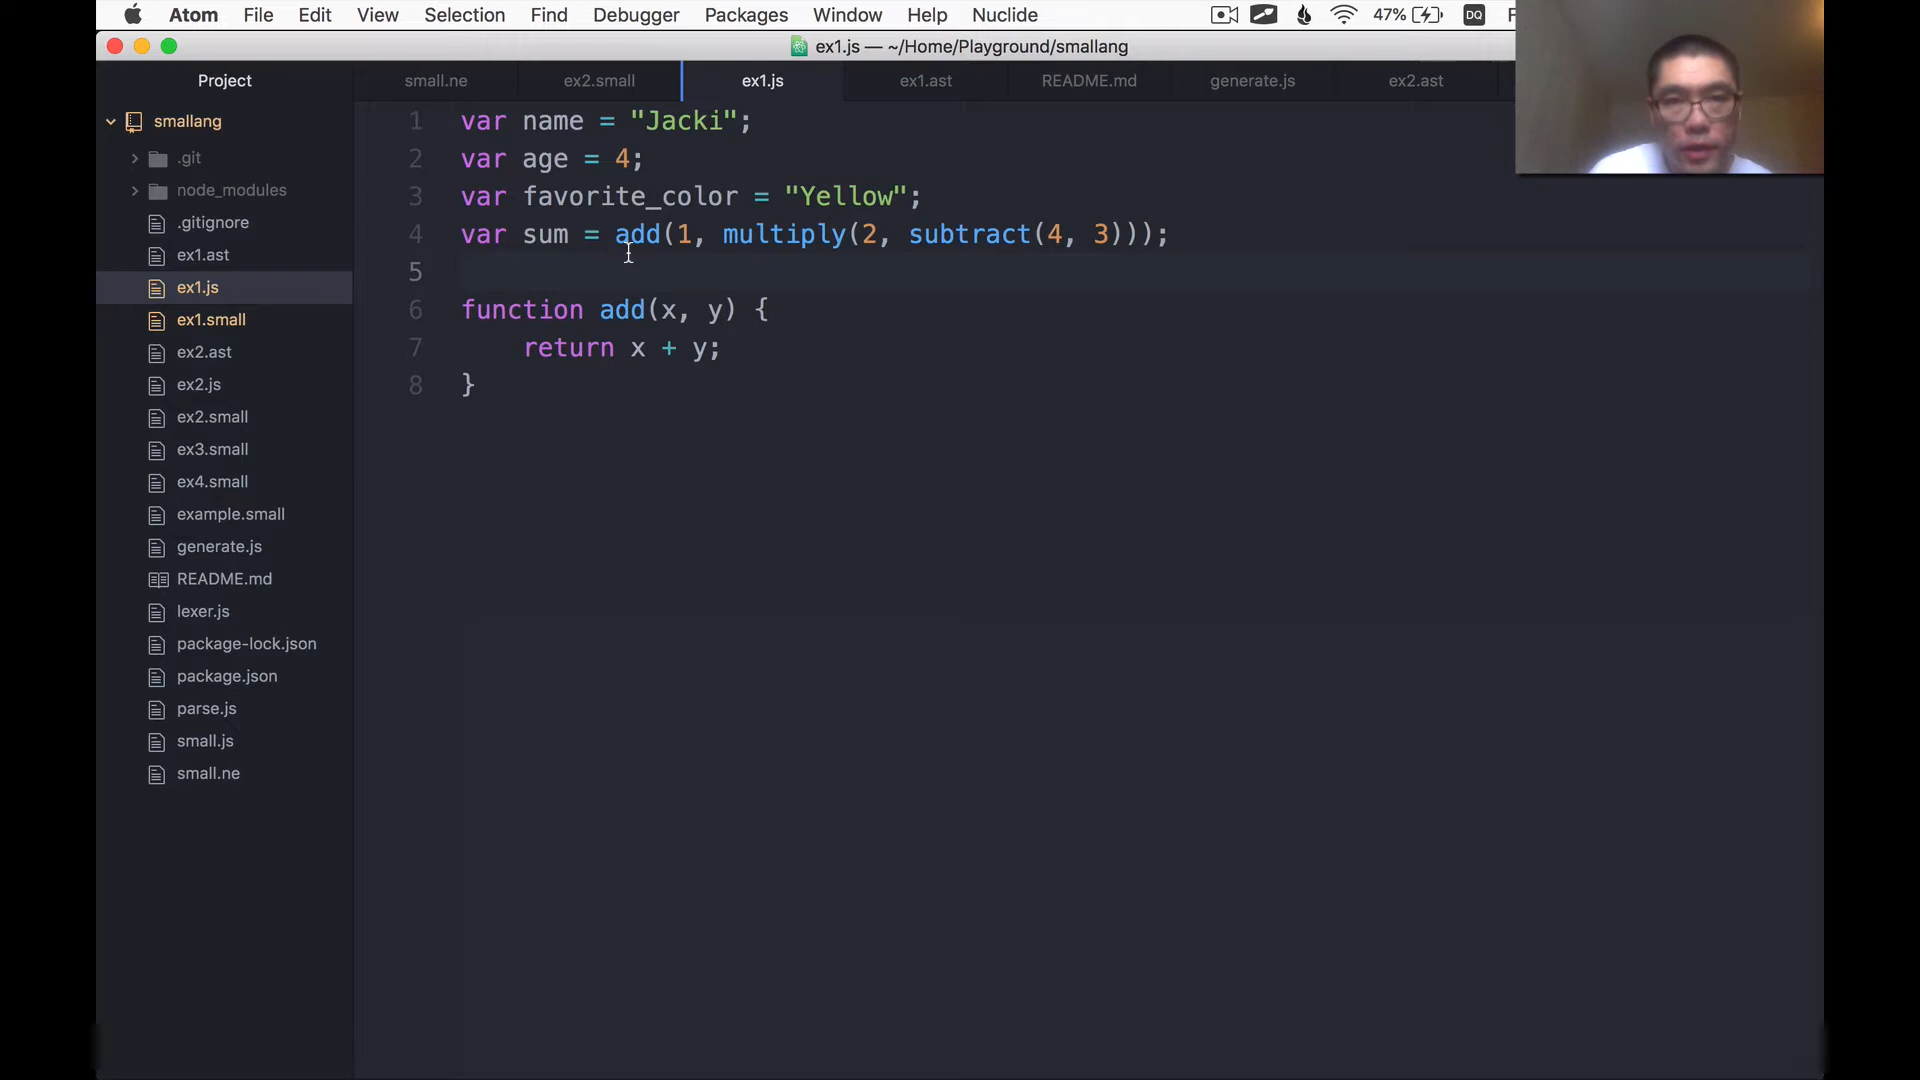 Atom File Edit View Selection Find Debugger Packages Window Help Nuclide 47% DQ
ex1.js — ~/Home/Playground/smallang
Project small.ne ex2.small ex1.js ex1.ast README.md generate.js ex2.ast
smallang
.git
node_modules
.gitignore
ex1.ast
ex1.js
ex1.small
ex2.ast
ex2.js
ex2.small
ex3.small
ex4.small
example.small
generate.js
README.md
lexer.js
package-lock.json
package.json
parse.js
small.js
small.ne
1 var name = "Jacki";
2 var age = 4;
3 var favorite_color = "Yellow";
4 var sum = add(1, multiply(2, subtract(4, 3)));
5
6 function add(x, y) {
7 return x + y;
8 }